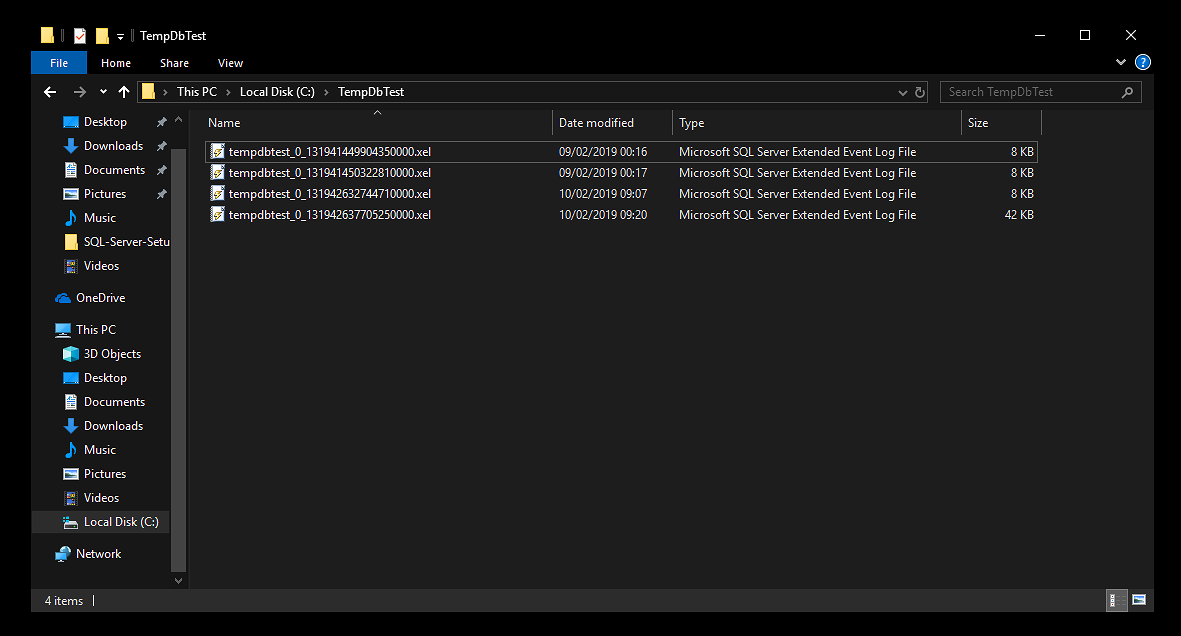 TempDbTest
File Home Share View
This PC Local Disk (C:) TempDbTest
Search TempDbTest
Desktop
Downloads
Documents
Pictures
Music
SQL-Server-Setu
Videos
OneDrive
This PC
3D Objects
Desktop
Documents
Downloads
Music
Pictures
Videos
Local Disk (C:)
Network
Name Date modified Type Size
tempdbtest_0_131941449904350000.xel 09/02/2019 00:16 Microsoft SQL Server Extended Event Log File 8 KB
tempdbtest_0_131941450322810000.xel 09/02/2019 00:17 Microsoft SQL Server Extended Event Log File 8 KB
tempdbtest_0_131942632744710000.xel 10/02/2019 09:07 Microsoft SQL Server Extended Event Log File 8 KB
tempdbtest_0_131942637705250000.xel 10/02/2019 09:20 Microsoft SQL Server Extended Event Log File 42 KB
4 items